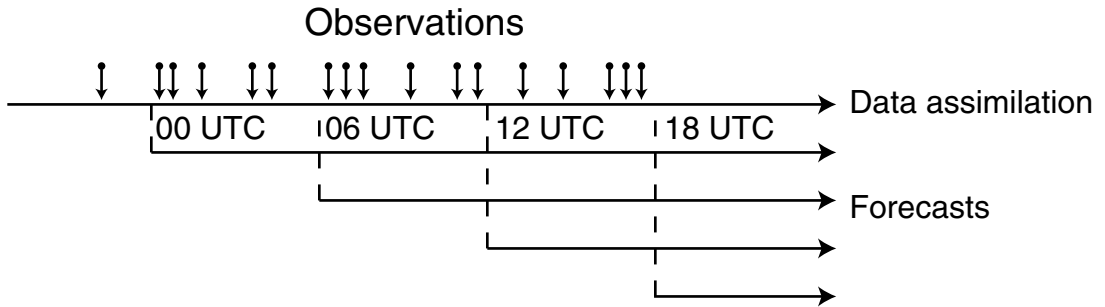 Observations
Data assimilation
00 UTC 06 UTC 12 UTC 18 UTC
Forecasts